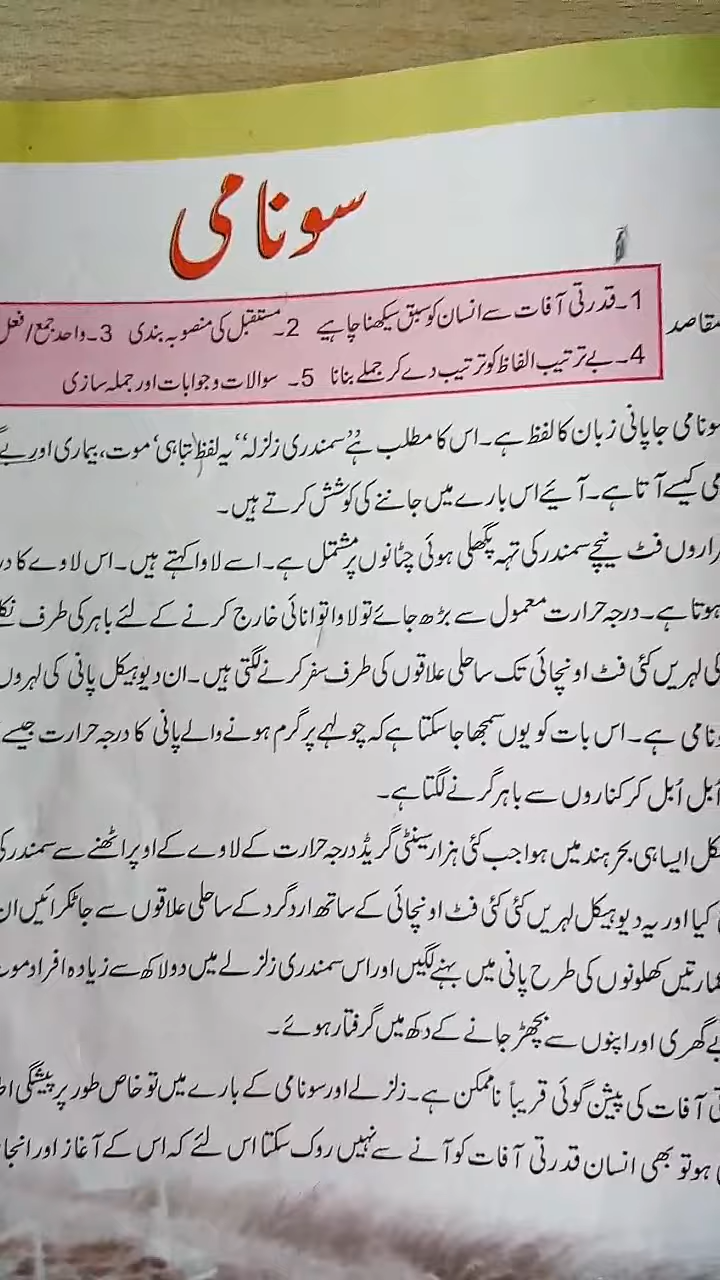 سونامی
مقاصد
1۔ قدرتی آفات سے انسان کو سبق سیکھنا چاہیے 2۔ مستقبل کی منصوبہ بندی 3۔ واحد جمع/فعل
4۔ بے ترتیب الفاظ کو ترتیب دے کر جملے بنانا 5۔ سوالات و جوابات اور جملہ سازی
سونامی جاپانی زبان کا لفظ ہے۔ اس کا مطلب ہے ”سمندری زلزلہ“ یہ لفظ تباہی، موت، بیماری اور
کیسے آتا ہے۔ آئیے اس بارے میں جاننے کی کوشش کرتے ہیں۔
فٹ نیچے سمندر کی تہہ پگھلی ہوئی چٹانوں پر مشتمل ہے۔ اسے لاوا کہتے ہیں۔ اس لاوے کا
ہوتا ہے۔ درجہ حرارت معمول سے بڑھ جائے تو لاوا توانائی خارج کرنے کے لئے باہر کی طرف
کی لہریں کئی فٹ اونچائی تک ساحلی علاقوں کی طرف سفر کرنے لگتی ہیں۔ ان دیوہیکل پانی کی لہروں
ہے۔ اس بات کو یوں سمجھا جا سکتا ہے کہ چولہے پر گرم ہونے والے پانی کا درجہ حرارت جیسے
اُبل اُبل کر کناروں سے باہر گرنے لگتا ہے۔
ایسا ہی بحر ہند میں ہوا جب کئی ہزار سینٹی گریڈ درجہ حرارت کے لاوے کے اوپر اٹھنے سے سمندر کی
کیا اور یہ دیوہیکل لہریں کئی کئی فٹ اونچائی کے ساتھ اردگرد کے ساحلی علاقوں سے جا ٹکرائیں ان
کھلونوں کی طرح پانی میں بہنے لگیں اور اس سمندری زلزلے میں دو لاکھ سے زیادہ افراد موت
گھری اور اپنوں سے بچھڑ جانے کے دکھ میں گرفتار ہوئے۔
آفات کی پیشن گوئی قریباً ناممکن ہے۔ زلزلے اور سونامی کے بارے میں تو خاص طور پر پیشگی
ہو تو بھی انسان قدرتی آفات کو آنے سے نہیں روک سکتا اس لئے کہ اس کے آغاز اور